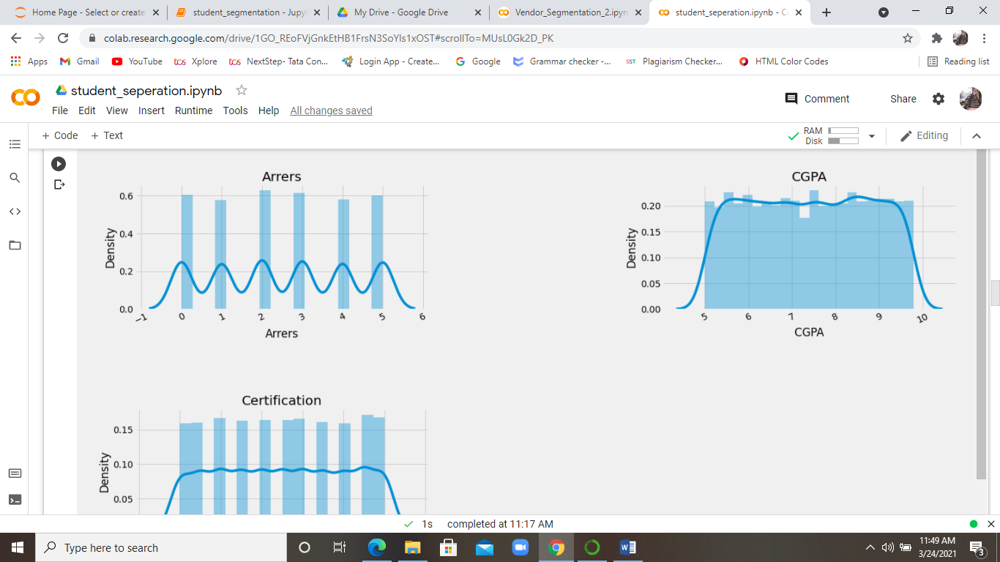 Home Page - Select or create
student_segmentation - Jupyt
My Drive - Google Drive
Vendor_Segmentation_2.ipyn
student_seperation.ipynb - C
colab.research.google.com/drive/1GO_REoFVjGnkEtHB1FrsN3SoYls1xOST#scrollTo=MUsL0Gk2D_PK
Apps
Gmail
YouTube
tcs Xplore
tcs NextStep- Tata Con...
Login App - Create...
Google
Grammar checker -...
SST Plagiarism Checker...
HTML Color Codes
Reading list
student_seperation.ipynb
Comment
Share
File Edit View Insert Runtime Tools Help All changes saved
+ Code + Text
RAM
Disk
Editing
Arrers
0.6
0.4
0.2
0.0
Density
−1 0 1 2 3 4 5 6
Arrers
CGPA
0.20
0.15
0.10
0.05
0.00
Density
5 6 7 8 9 10
CGPA
Certification
0.15
0.10
0.05
Density
1s completed at 11:17 AM
Type here to search
11:49 AM
3/24/2021
3